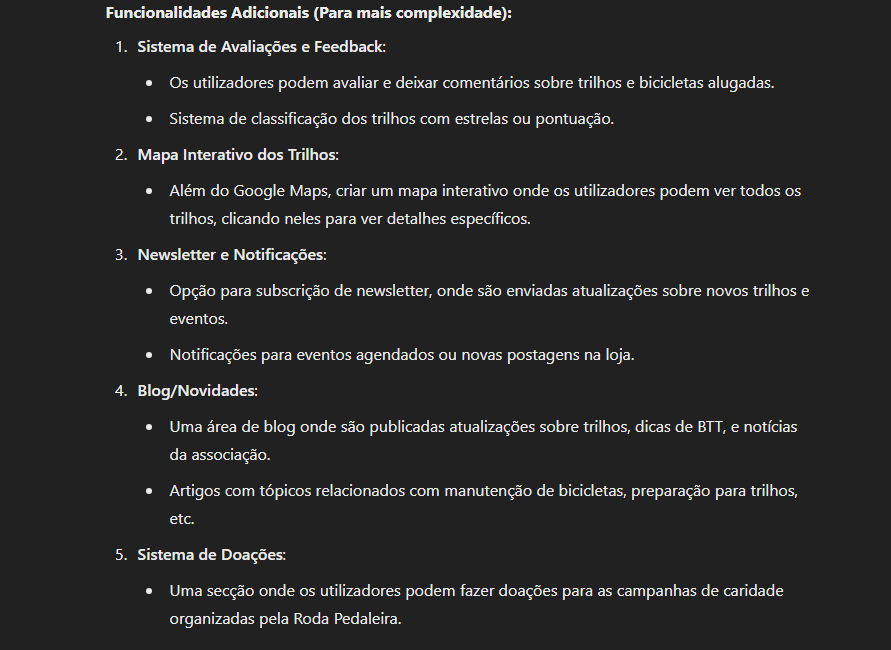 Funcionalidades Adicionais (Para mais complexidade):
1. Sistema de Avaliações e Feedback:
• Os utilizadores podem avaliar e deixar comentários sobre trilhos e bicicletas alugadas.
• Sistema de classificação dos trilhos com estrelas ou pontuação.
2. Mapa Interativo dos Trilhos:
• Além do Google Maps, criar um mapa interativo onde os utilizadores podem ver todos os
trilhos, clicando neles para ver detalhes específicos.
3. Newsletter e Notificações:
• Opção para subscrição de newsletter, onde são enviadas atualizações sobre novos trilhos e
eventos.
• Notificações para eventos agendados ou novas postagens na loja.
4. Blog/Novidades:
• Uma área de blog onde são publicadas atualizações sobre trilhos, dicas de BTT, e notícias
da associação.
• Artigos com tópicos relacionados com manutenção de bicicletas, preparação para trilhos,
etc.
5. Sistema de Doações:
• Uma secção onde os utilizadores podem fazer doações para as campanhas de caridade
organizadas pela Roda Pedaleira.